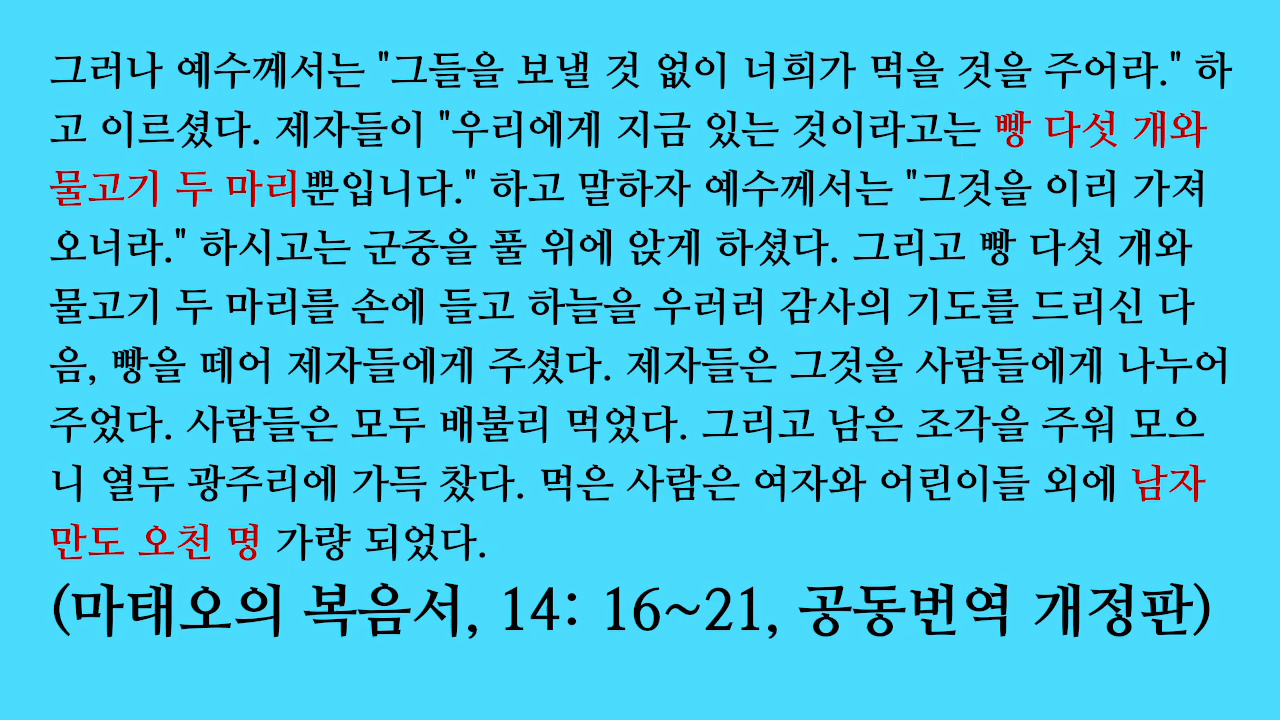 그러나 예수께서는 "그들을 보낼 것 없이 너희가 먹을 것을 주어라." 하
고 이르셨다. 제자들이 "우리에게 지금 있는 것이라고는 빵 다섯 개와
물고기 두 마리뿐입니다." 하고 말하자 예수께서는 "그것을 이리 가져
오너라." 하시고는 군중을 풀 위에 앉게 하셨다. 그리고 빵 다섯 개와
물고기 두 마리를 손에 들고 하늘을 우러러 감사의 기도를 드리신 다
음, 빵을 떼어 제자들에게 주셨다. 제자들은 그것을 사람들에게 나누어
주었다. 사람들은 모두 배불리 먹었다. 그리고 남은 조각을 주워 모으
니 열두 광주리에 가득 찼다. 먹은 사람은 여자와 어린이들 외에 남자
만도 오천 명 가량 되었다.
(마태오의 복음서, 14: 16~21, 공동번역 개정판)